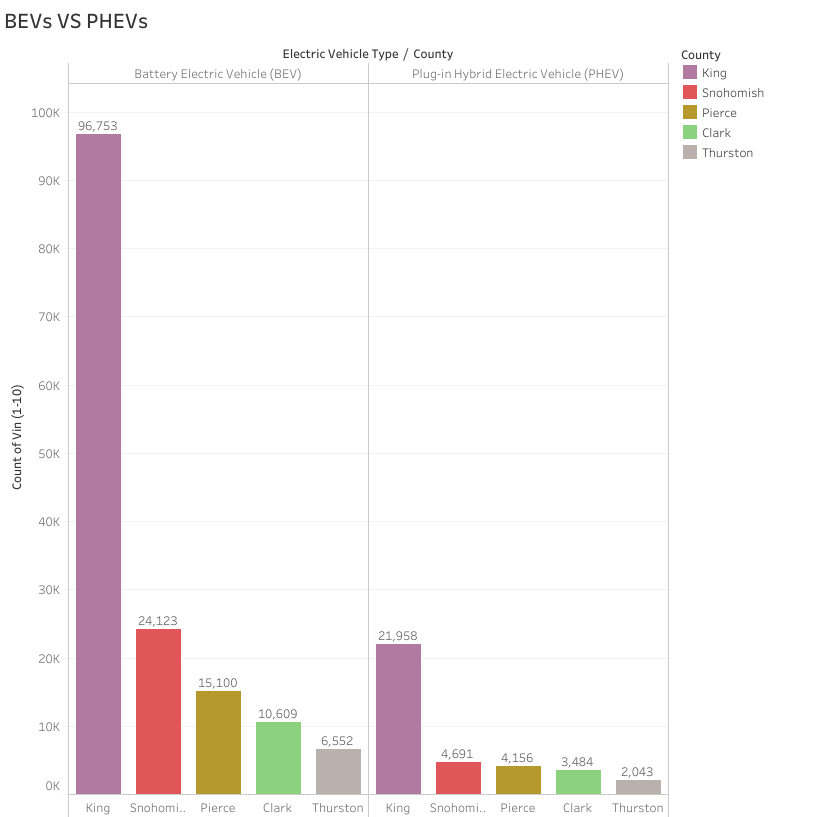 BEVs VS PHEVs
Electric Vehicle Type / County
Battery Electric Vehicle (BEV)
Plug-in Hybrid Electric Vehicle (PHEV)
County
King
Snohomish
Pierce
Clark
Thurston
Count of Vin (1-10)
100K
90K
80K
70K
60K
50K
40K
30K
20K
10K
0K
96,753
24,123
15,100
10,609
6,552
21,958
4,691
4,156
3,484
2,043
King
Snohomi..
Pierce
Clark
Thurston
King
Snohomi..
Pierce
Clark
Thurston